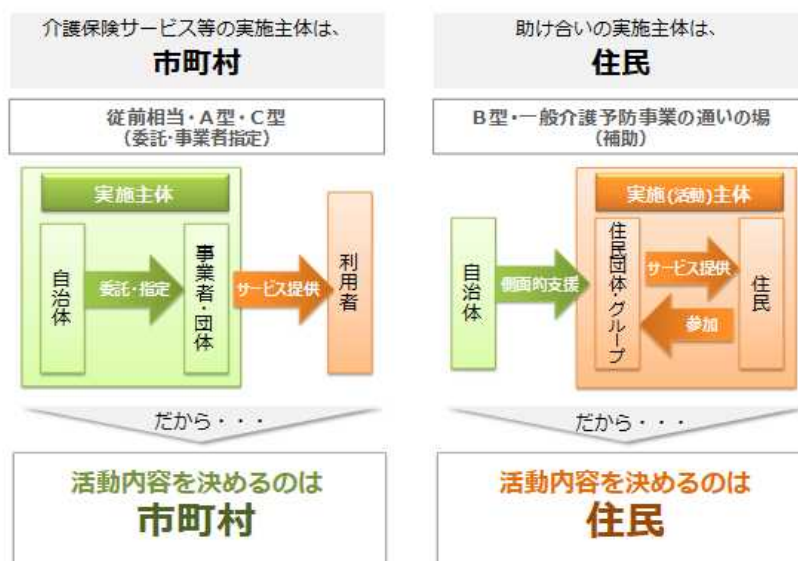 介護保険サービス等の実施主体は、
市町村
従前相当・A型・C型
(委託・事業者指定)
実施主体
自治体
委託・指定
事業者・団体
サービス提供
利用者
だから・・・
活動内容を決めるのは
市町村
助け合いの実施主体は、
住民
B型・一般介護予防事業の通いの場
(補助)
実施(活動)主体
自治体
側面的支援
住民団体・グループ
サービス提供
参加
住民
だから・・・
活動内容を決めるのは
住民